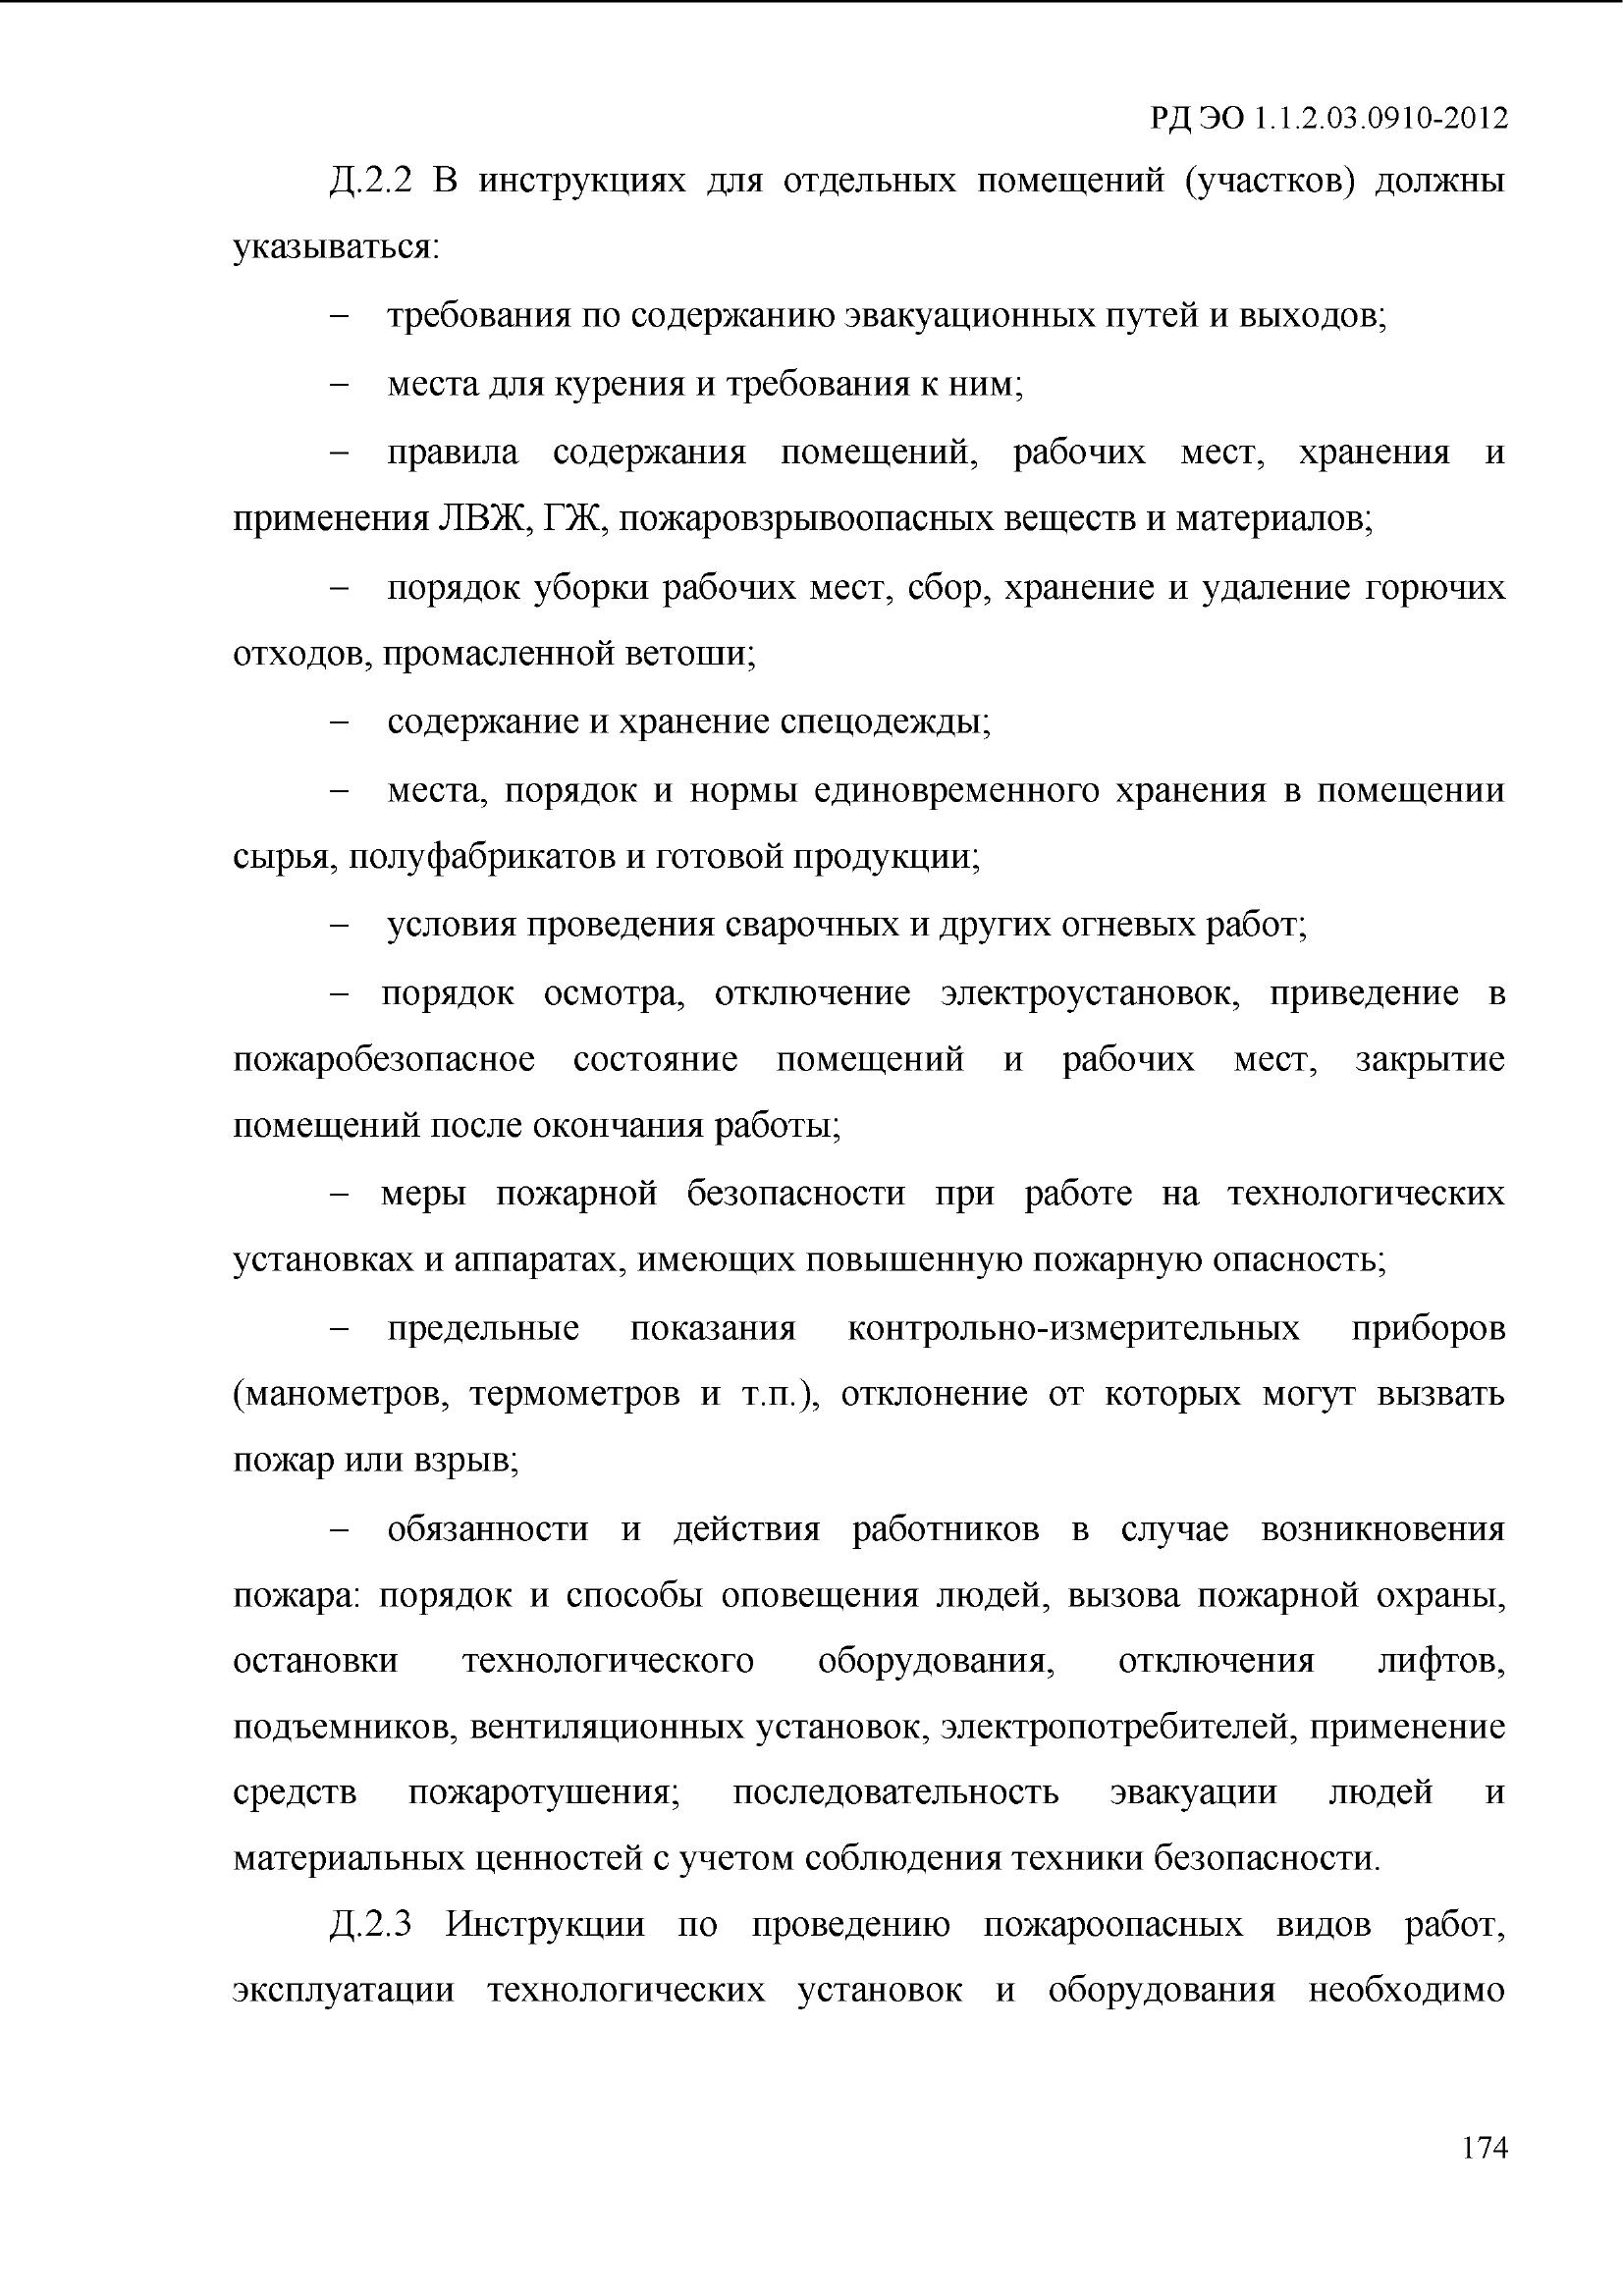 РД ЭО 1.1.2.03.0910-2012
Д.2.2 В инструкциях для отдельных помещений (участков) должны
указываться:
– требования по содержанию эвакуационных путей и выходов;
– места для курения и требования к ним;
– правила содержания помещений, рабочих мест, хранения и
применения ЛВЖ, ГЖ, пожаровзрывоопасных веществ и материалов;
– порядок уборки рабочих мест, сбор, хранение и удаление горючих
отходов, промасленной ветоши;
– содержание и хранение спецодежды;
– места, порядок и нормы единовременного хранения в помещении
сырья, полуфабрикатов и готовой продукции;
– условия проведения сварочных и других огневых работ;
– порядок осмотра, отключение электроустановок, приведение в
пожаробезопасное состояние помещений и рабочих мест, закрытие
помещений после окончания работы;
– меры пожарной безопасности при работе на технологических
установках и аппаратах, имеющих повышенную пожарную опасность;
– предельные показания контрольно-измерительных приборов
(манометров, термометров и т.п.), отклонение от которых могут вызвать
пожар или взрыв;
– обязанности и действия работников в случае возникновения
пожара: порядок и способы оповещения людей, вызова пожарной охраны,
остановки технологического оборудования, отключения лифтов,
подъемников, вентиляционных установок, электропотребителей, применение
средств пожаротушения; последовательность эвакуации людей и
материальных ценностей с учетом соблюдения техники безопасности.
Д.2.3 Инструкции по проведению пожароопасных видов работ,
эксплуатации технологических установок и оборудования необходимо
174